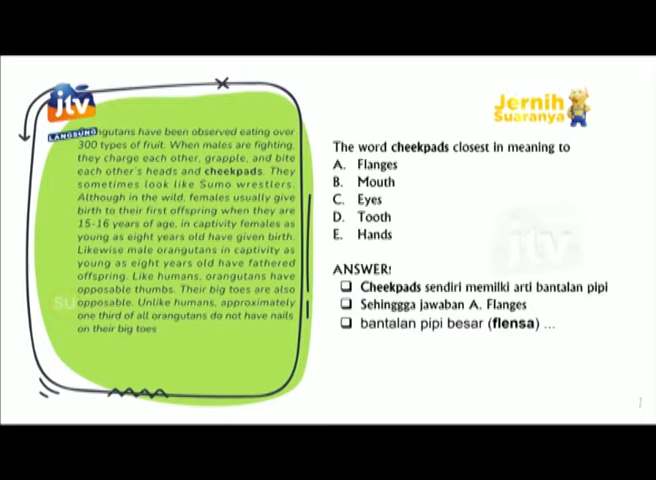 jtv
LANGSUNG
Jernih
Suaranya
ngutans have been observed eating over
300 types of fruit. When males are fighting,
they charge each other, grapple, and bite
each other's heads and cheekpads. They
sometimes look like Sumo wrestlers.
Although in the wild, females usually give
birth to their first offspring when they are
15-16 years of age, in captivity females as
young as eight years old have given birth.
Likewise male orangutans in captivity as
young as eight years old have fathered
offspring. Like humans, orangutans have
opposable thumbs. Their big toes are also
opposable. Unlike humans, approximately
one third of all orangutans do not have nails
on their big toes
The word cheekpads closest in meaning to
A. Flanges
B. Mouth
C. Eyes
D. Tooth
E. Hands
jtv
ANSWER:
Cheekpads sendiri memilki arti bantalan pipi
Sehinggga jawaban A. Flanges
bantalan pipi besar (flensa) ...